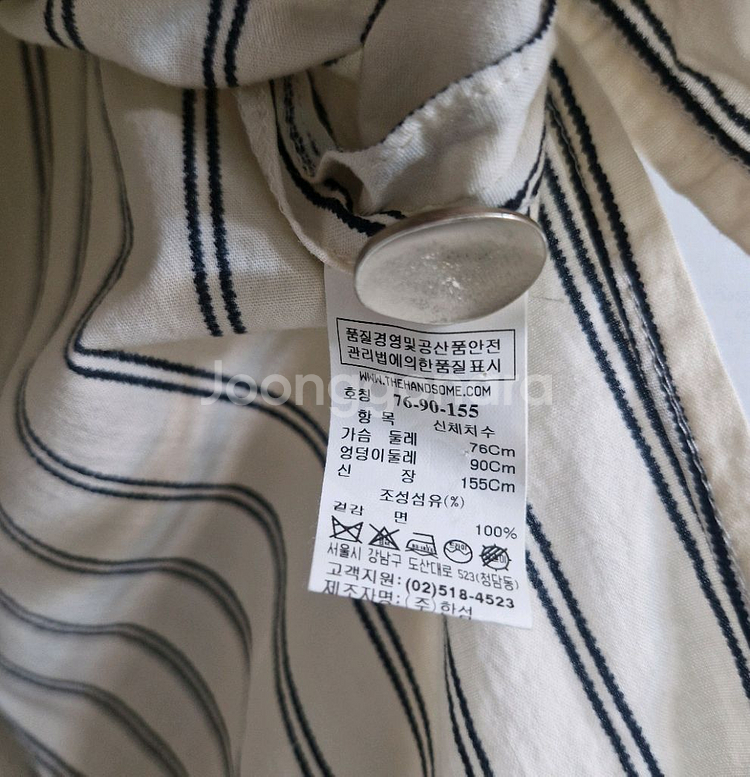 품질경영및공산품안전
관리법에의한품질표시
WWW.THEHANDSOME.COM
호칭 76-90-155
항 목 신체치수
가슴 둘레 76Cm
엉덩이둘레 90Cm
신 장 155Cm
조성섬유(%)
겉감 면 100%
서울시 강남구 도산대로 523(청담동)
고객지원:(02)518-4523
제조자명:(주)한섬
Joonggonara